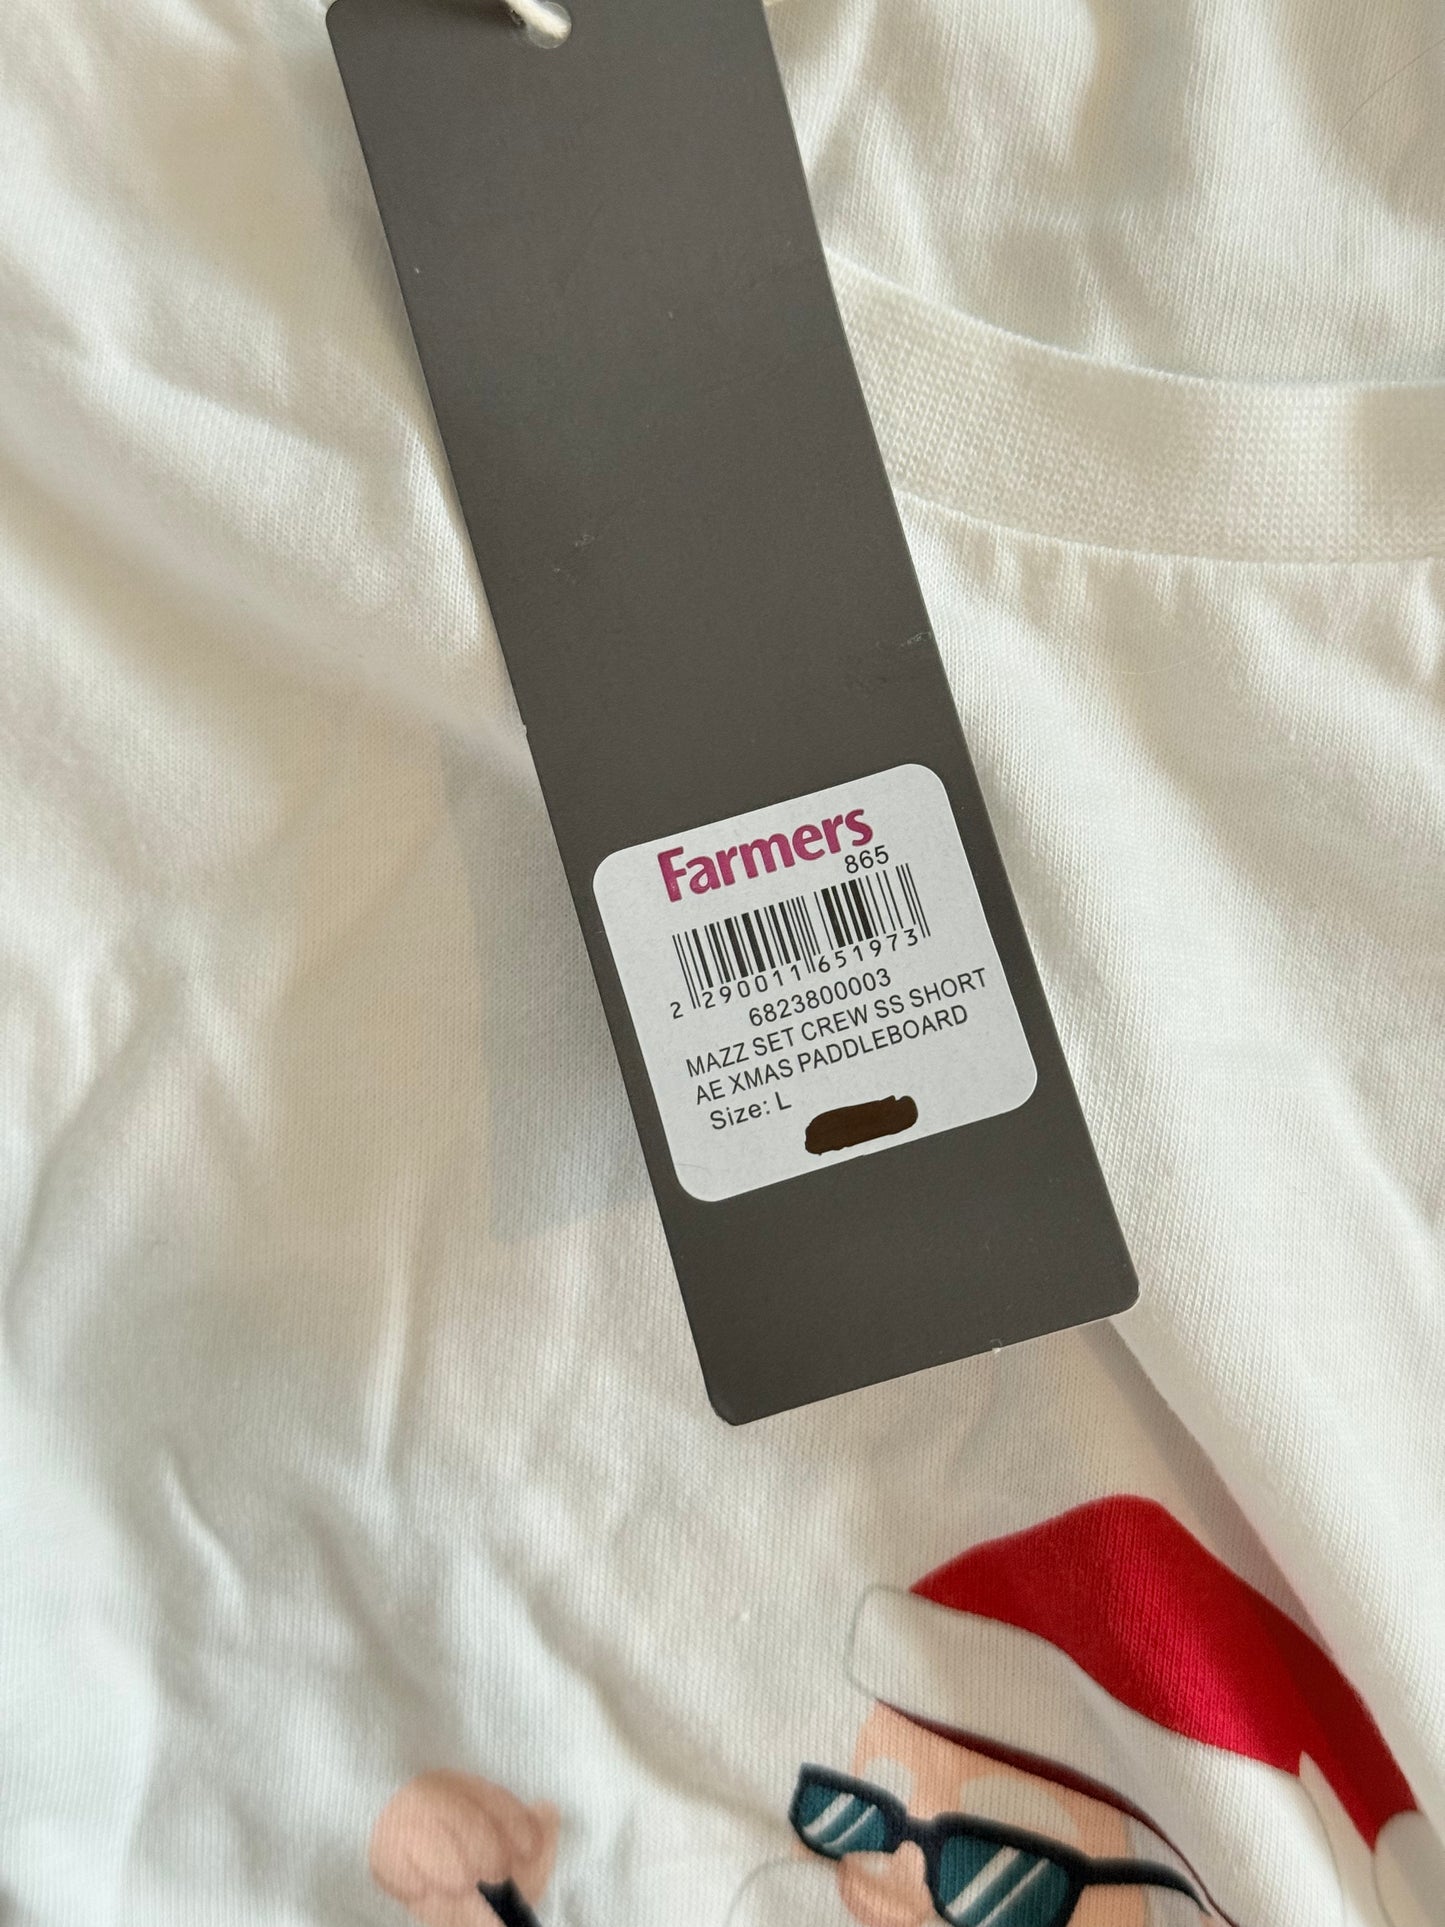 Farmers
865
2 290011 651973
6823800003
MAZZ SET CREW SS SHORT
AE XMAS PADDLEBOARD
Size: L